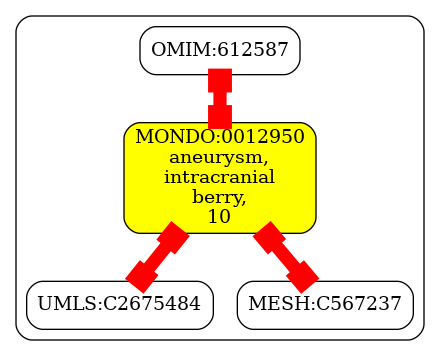 OMIM:612587
MONDO:0012950
aneurysm,
intracranial
berry,
10
UMLS:C2675484
MESH:C567237